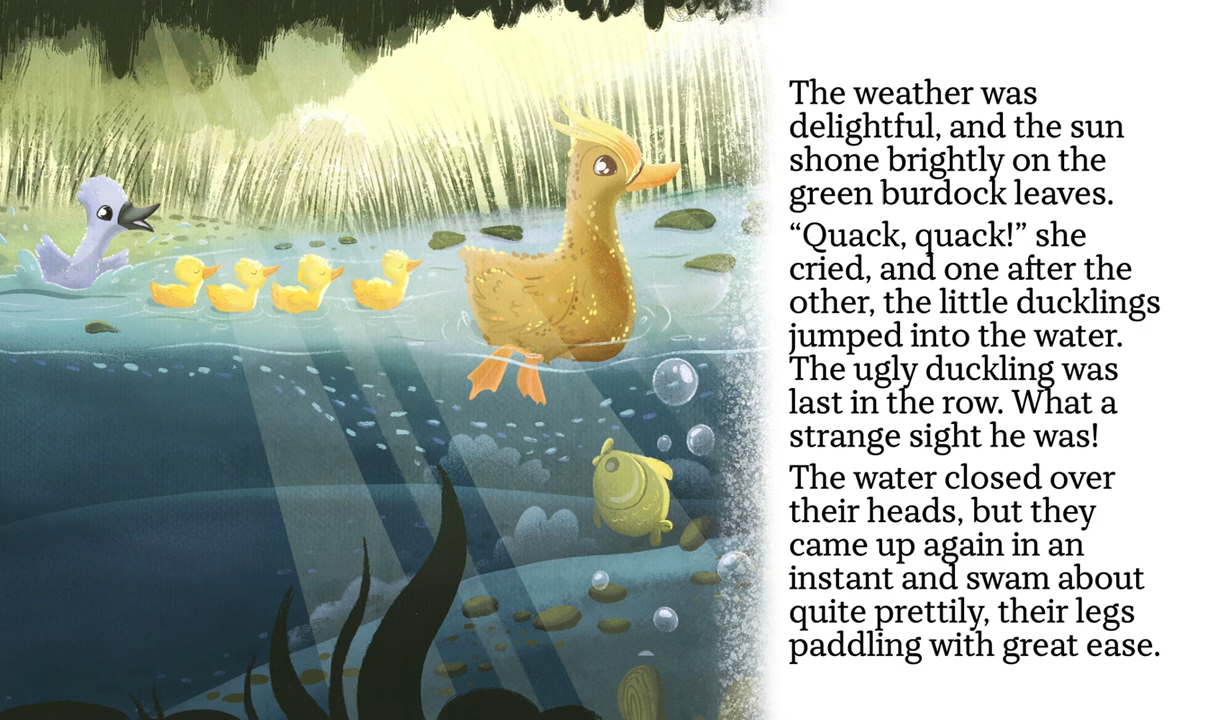 The weather was
delightful, and the sun
shone brightly on the
green burdock leaves.
“Quack, quack!” she
cried, and one after the
other, the little ducklings
jumped into the water.
The ugly duckling was
last in the row. What a
strange sight he was!
The water closed over
their heads, but they
came up again in an
instant and swam about
quite prettily, their legs
paddling with great ease.